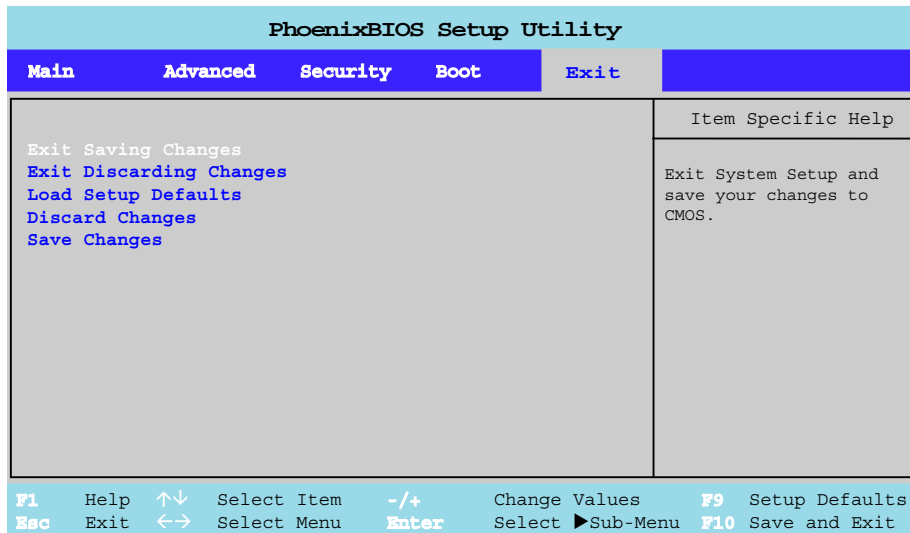 PhoenixBIOS Setup Utility
Main Advanced Security Boot Exit
Item Specific Help
Exit Saving Changes
Exit Discarding Changes
Load Setup Defaults
Discard Changes
Save Changes
Exit System Setup and
save your changes to
CMOS.
F1 Help ↑↓ Select Item -/+ Change Values F9 Setup Defaults
Esc Exit ←→ Select Menu Enter Select ▶Sub-Menu F10 Save and Exit